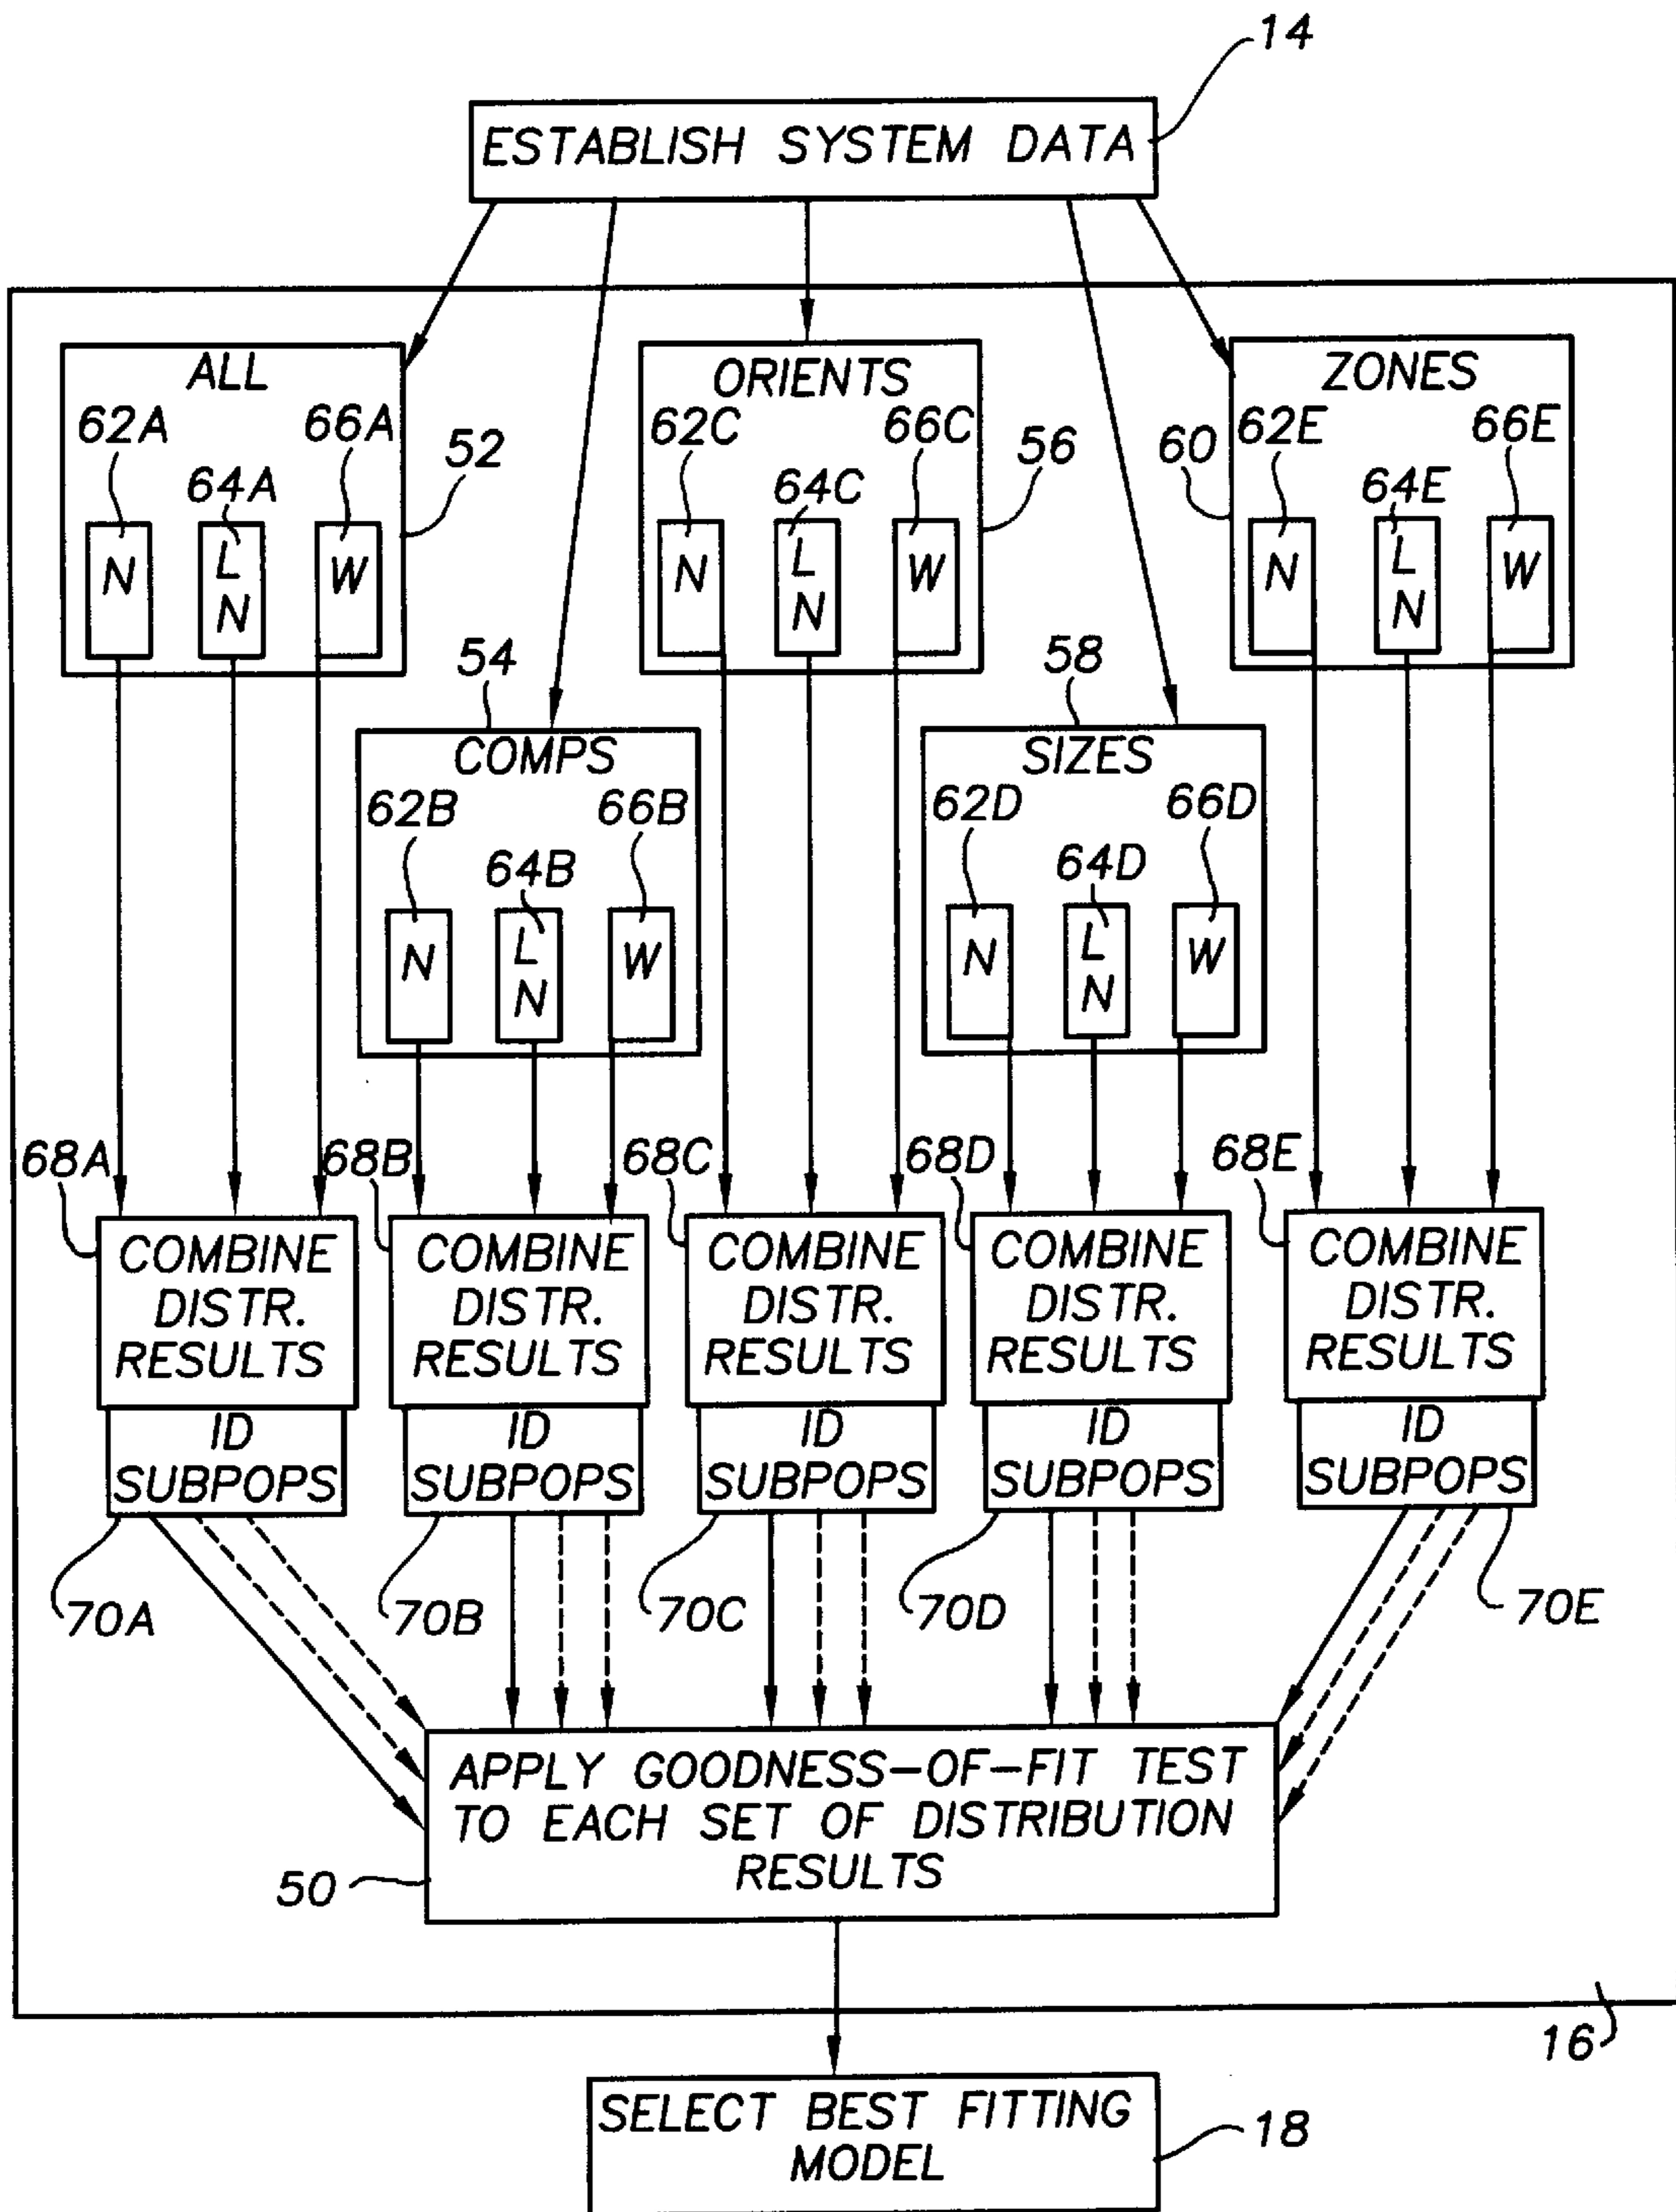 14
ESTABLISH SYSTEM DATA
ALL
62A
66A
64A
52
N
L
N
W
ORIENTS
62C
66C
64C
56
N
L
N
W
ZONES
60
62E
66E
64E
N
L
N
W
54
COMPS
62B
66B
64B
N
L
N
W
58
SIZES
62D
66D
64D
N
L
N
W
68A
COMBINE
DISTR.
RESULTS
ID
SUBPOPS
70A
68B
COMBINE
DISTR.
RESULTS
ID
SUBPOPS
70B
68C
COMBINE
DISTR.
RESULTS
ID
SUBPOPS
70C
68D
COMBINE
DISTR.
RESULTS
ID
SUBPOPS
70D
68E
COMBINE
DISTR.
RESULTS
ID
SUBPOPS
70E
APPLY GOODNESS-OF-FIT TEST
TO EACH SET OF DISTRIBUTION
RESULTS
50
16
SELECT BEST FITTING
MODEL
18